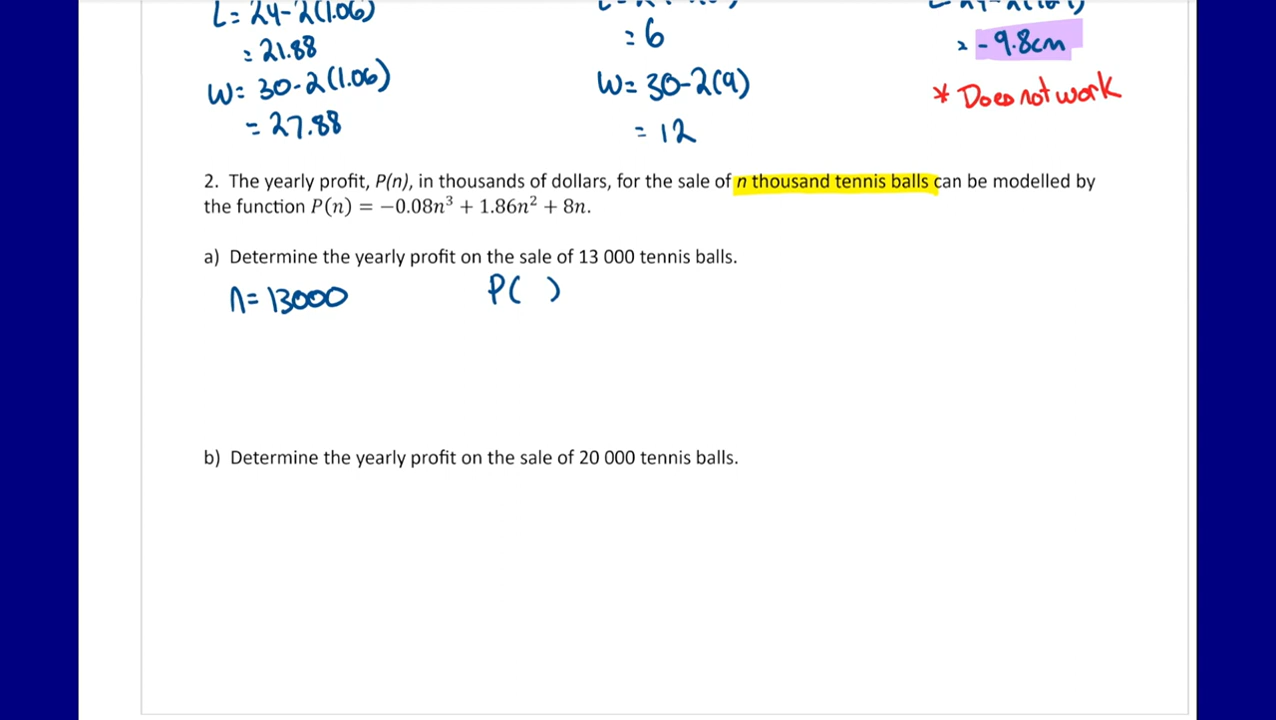 L = 24-2(1.06)
= 21.88
W = 30-2(1.06)
= 27.88
= 6
W = 30-2(9)
= 12
= -9.8cm
* Does not work
2. The yearly profit, P(n), in thousands of dollars, for the sale of n thousand tennis balls can be modelled by
the function P(n) = −0.08n³ + 1.86n² + 8n.
a) Determine the yearly profit on the sale of 13 000 tennis balls.
n = 13000 P( )
b) Determine the yearly profit on the sale of 20 000 tennis balls.